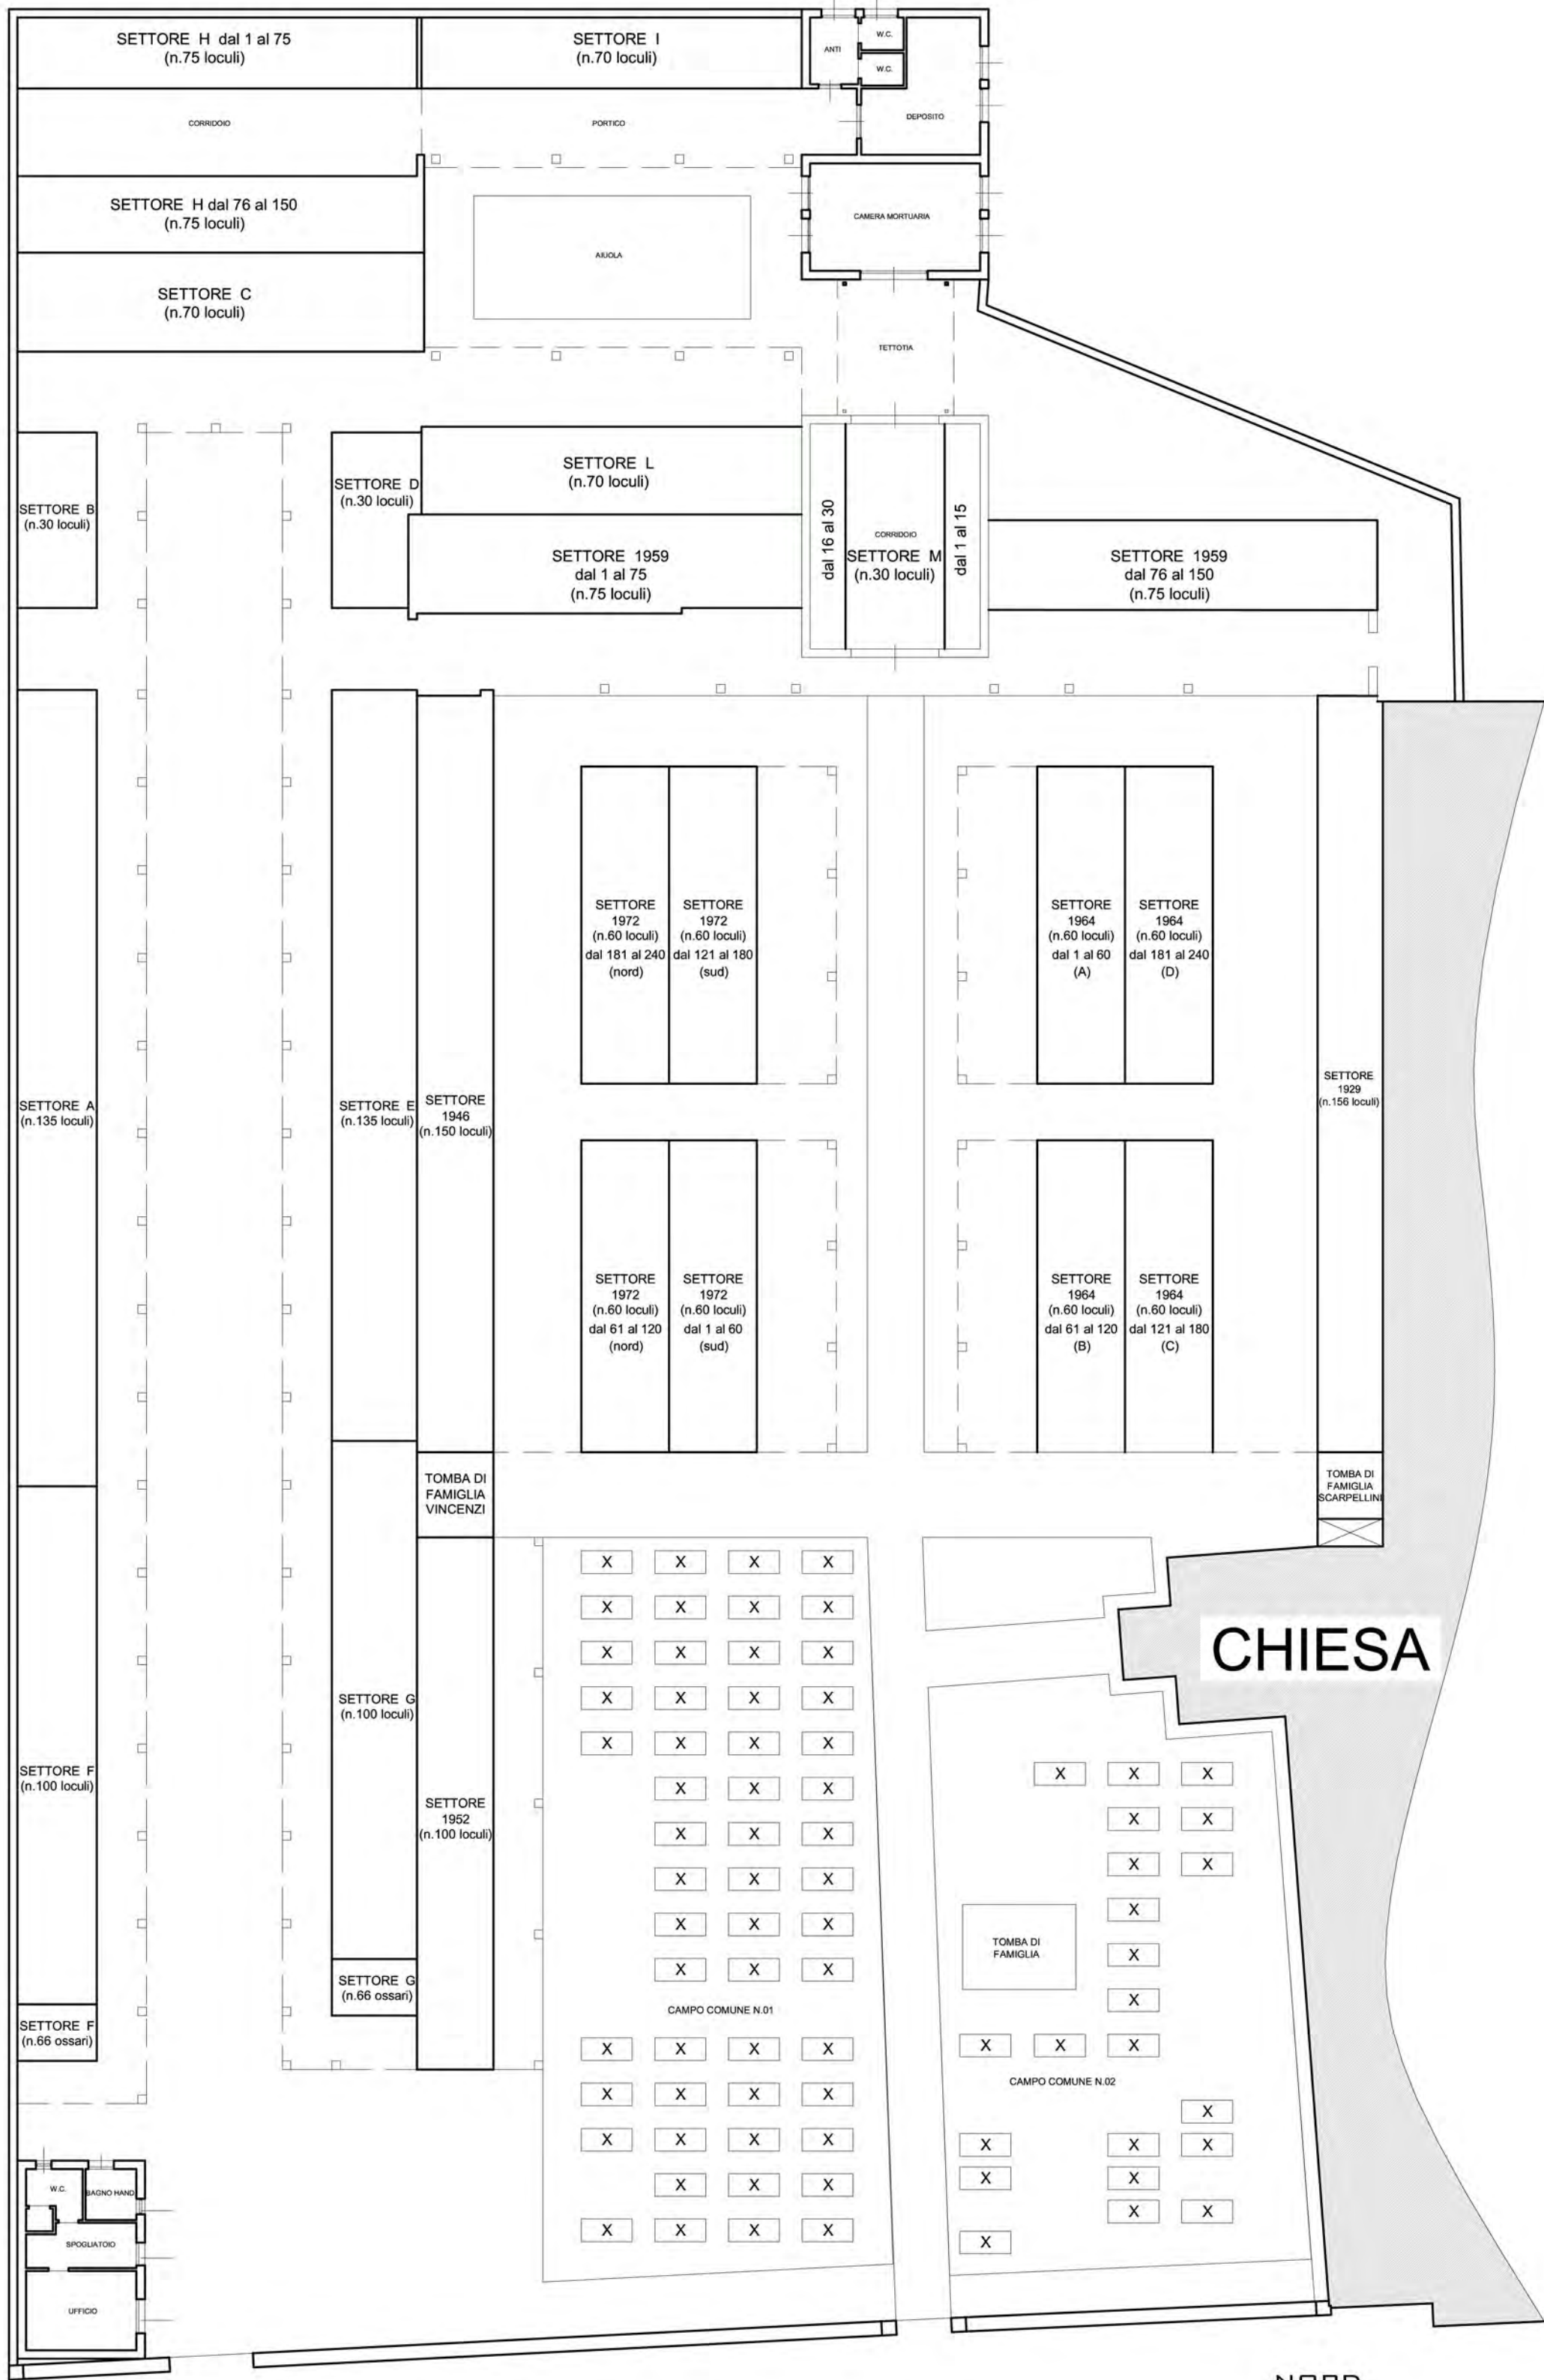 SETTORE H dal 1 al 75
(n.75 loculi)
SETTORE I
(n.70 loculi)
ANTI
W.C.
W.C.
DEPOSITO
CORRIDOIO
PORTICO
SETTORE H dal 76 al 150
(n.75 loculi)
CAMERA MORTUARIA
AIUOLA
SETTORE C
(n.70 loculi)
TETTOTIA
SETTORE B
(n.30 loculi)
SETTORE D
(n.30 loculi)
SETTORE L
(n.70 loculi)
SETTORE 1959
dal 1 al 75
(n.75 loculi)
dal 16 al 30
CORRIDOIO
SETTORE M
(n.30 loculi)
dal 1 al 15
SETTORE 1959
dal 76 al 150
(n.75 loculi)
SETTORE
1972
(n.60 loculi)
dal 181 al 240
(nord)
SETTORE
1972
(n.60 loculi)
dal 121 al 180
(sud)
SETTORE
1964
(n.60 loculi)
dal 1 al 60
(A)
SETTORE
1964
(n.60 loculi)
dal 181 al 240
(D)
SETTORE A
(n.135 loculi)
SETTORE E
(n.135 loculi)
SETTORE
1946
(n.150 loculi)
SETTORE
1929
(n.156 loculi)
SETTORE
1972
(n.60 loculi)
dal 61 al 120
(nord)
SETTORE
1972
(n.60 loculi)
dal 1 al 60
(sud)
SETTORE
1964
(n.60 loculi)
dal 61 al 120
(B)
SETTORE
1964
(n.60 loculi)
dal 121 al 180
(C)
TOMBA DI
FAMIGLIA
VINCENZI
TOMBA DI
FAMIGLIA
SCARPELLINI
X X X X
X X X X
X X X X
X X X X
X X X X
X X X
X X X
X X X
X X X
X X X
CHIESA
SETTORE G
(n.100 loculi)
SETTORE F
(n.100 loculi)
SETTORE
1952
(n.100 loculi)
X X X
X X
X X
X
X
X
X X X
TOMBA DI
FAMIGLIA
SETTORE G
(n.66 ossari)
SETTORE F
(n.66 ossari)
CAMPO COMUNE N.01
X X X X
X X X X
X X X X
X X X
X X X X
CAMPO COMUNE N.02
X
X X X
X X
X X
X
W.C.
BAGNO HAND
SPOGLIATOIO
UFFICIO